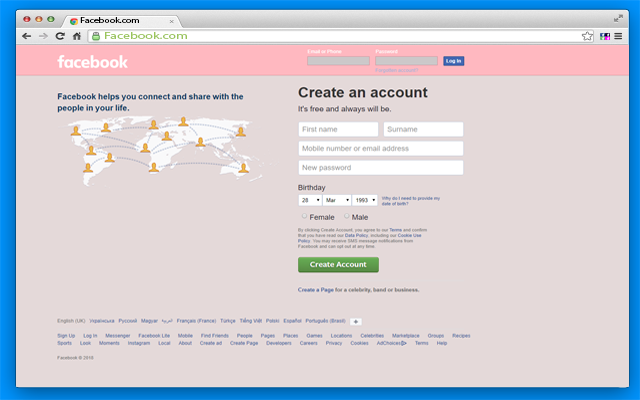 Facebook.com
Facebook.com
facebook
Email or Phone Password
Log In
Forgotten account?
Facebook helps you connect and share with the
people in your life.
Create an account
It's free and always will be.
First name Surname
Mobile number or email address
New password
Birthday
28 Mar 1993 Why do I need to provide my
date of birth?
Female Male
By clicking Create Account, you agree to our Terms and confirm
that you have read our Data Policy, including our Cookie Use
Policy. You may receive SMS message notifications from
Facebook and can opt out at any time.
Create Account
Create a Page for a celebrity, band or business.
English (UK) Українська Русский Magyar العربية Français (France) Türkçe Tiếng Việt Polski Español Português (Brasil)
Sign Up Log In Messenger Facebook Lite Mobile Find Friends People Pages Places Games Locations Celebrities Marketplace Groups Recipes
Sports Look Moments Instagram Local About Create ad Create Page Developers Careers Privacy Cookies AdChoices Terms Help